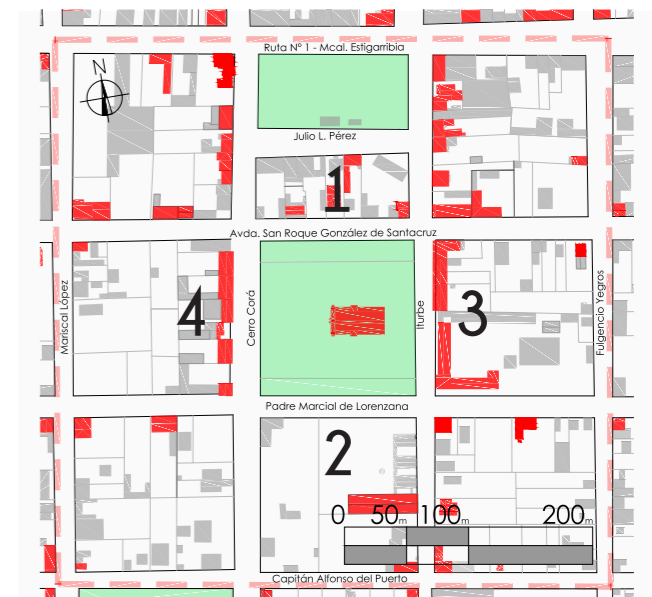 Ruta Nº 1 - Mcal. Estigarribia
N
Julio L. Pérez
1
Avda. San Roque González de Santacruz
Mariscal López
4
Cerro Corá
Iturbe
3
Fulgencio Yegros
Padre Marcial de Lorenzana
2
0 50m 100m 200m
Capitán Alfonso del Puerto